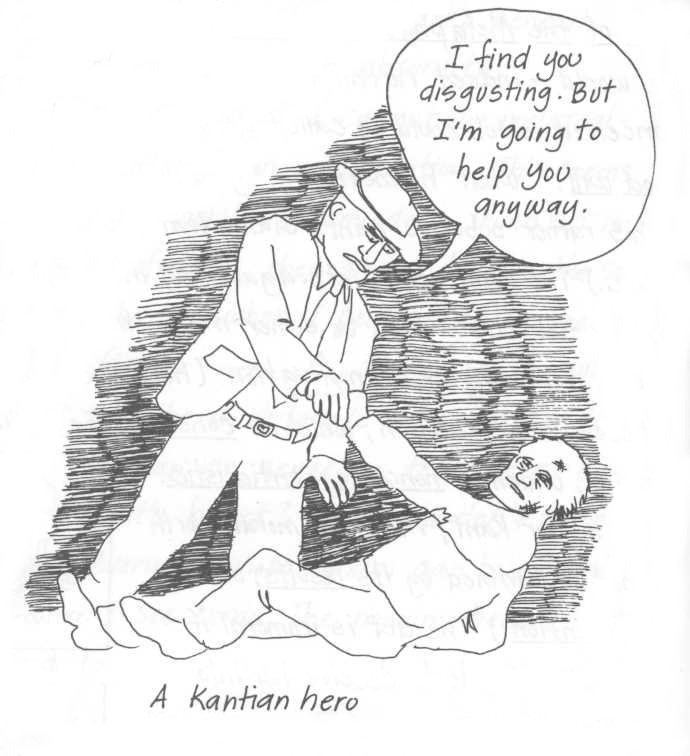 I find you
disgusting. But
I'm going to
help you
anyway.
A Kantian hero